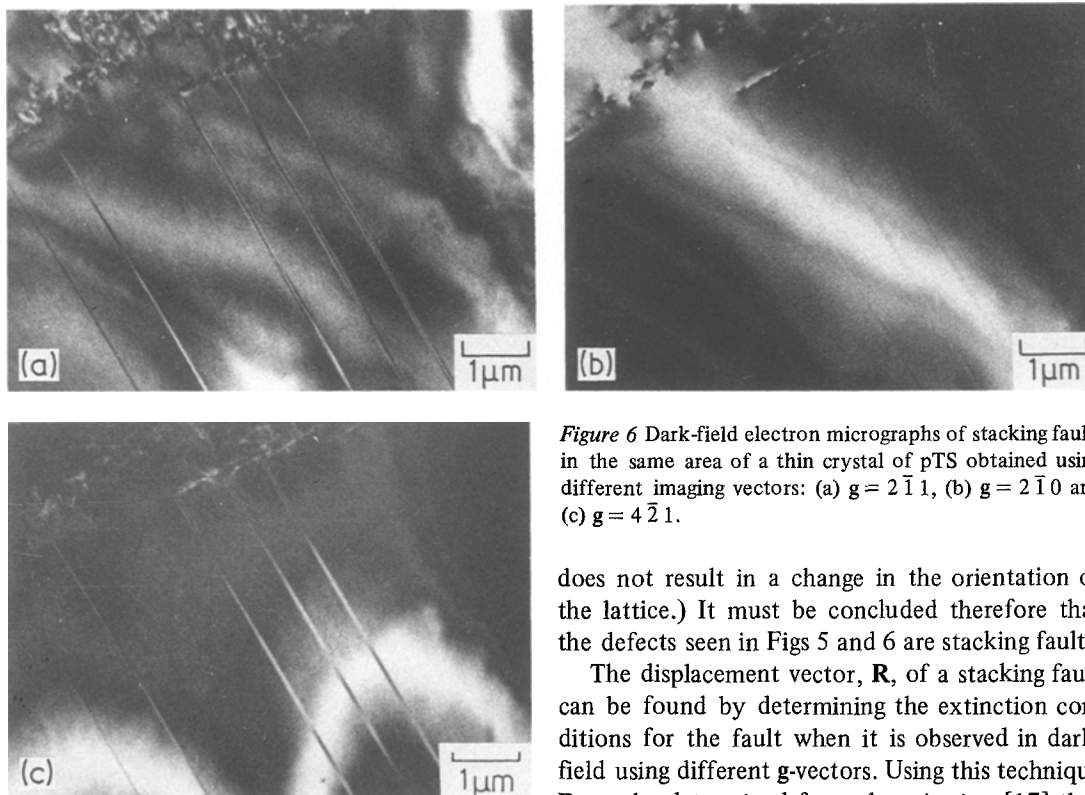 (a)
1μm
(b)
1μm
Figure 6 Dark-field electron micrographs of stacking faul
in the same area of a thin crystal of pTS obtained usin
different imaging vectors: (a) g = 2 1̄ 1, (b) g = 2 1̄ 0 an
(c) g = 4 2̄ 1.
(c)
1μm
does not result in a change in the orientation o
the lattice.) It must be concluded therefore tha
the defects seen in Figs 5 and 6 are stacking fault
The displacement vector, R, of a stacking faul
can be found by determining the extinction con
ditions for the fault when it is observed in dark
field using different g-vectors. Using this techniqu